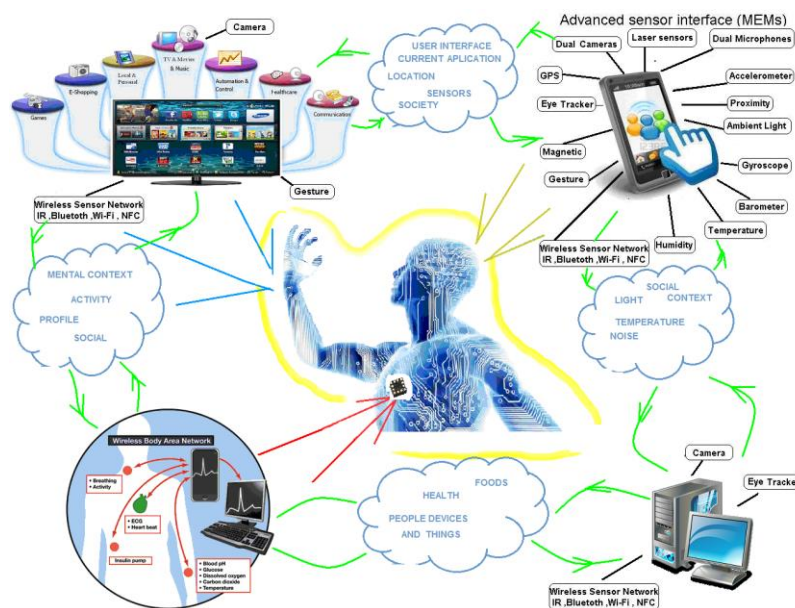 Camera
TV & Movies
& Music
Local &
Personal
Automation &
Control
E-Shopping
Healthcare
Games
Communication
Gesture
Wireless Sensor Network
IR ,Bluetoth ,Wi-Fi , NFC
USER INTERFACE
CURRENT APLICATION
LOCATION
SENSORS
SOCIETY
Advanced sensor interface (MEMs)
Laser sensors
Dual Cameras
Dual Microphones
GPS
Accelerometer
Eye Tracker
Proximity
Ambient Light
Magnetic
Gyroscope
Gesture
Barometer
Temperature
Humidity
Wireless Sensor Network
IR ,Bluetoth ,Wi-Fi , NFC
MENTAL CONTEXT
ACTIVITY
PROFILE
SOCIAL
SOCIAL
LIGHT
CONTEXT
TEMPERATURE
NOISE
Wireless Body Area Network
• Breathing
• Activity
• ECG
• Heart beat
Insulin pump
• Blood pH
• Glucose
• Dissolved oxygen
• Carbon dioxide
• Temperature
FOODS
HEALTH
PEOPLE DEVICES
AND THINGS
Camera
Eye Tracke
Wireless Sensor Network
IR ,Bluetoth ,Wi-Fi , NFC